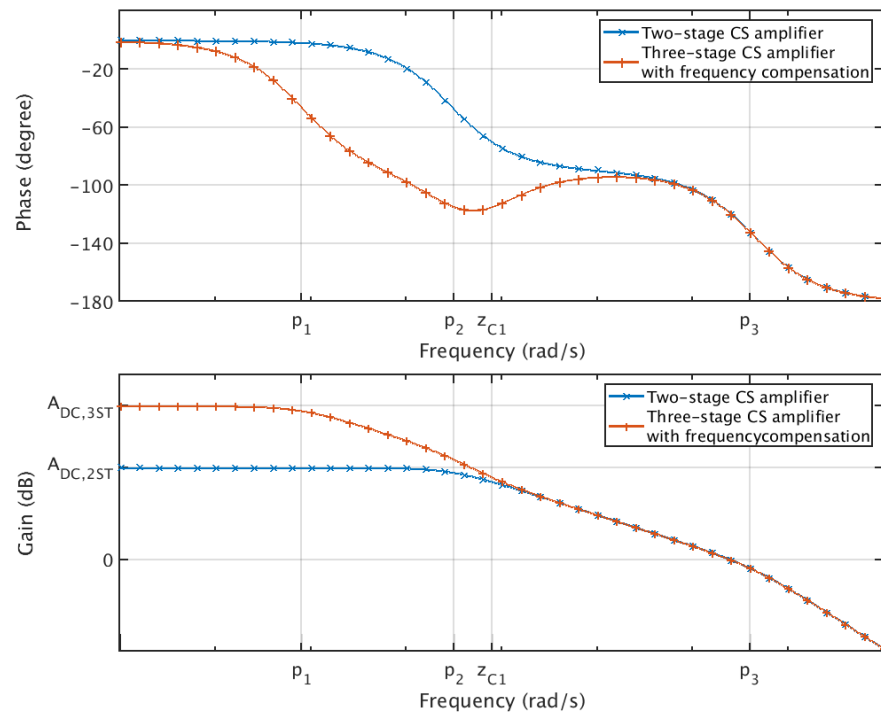 Two-stage CS amplifier
Three-stage CS amplifier
with frequency compensation
Phase (degree)
-20
-60
-100
-140
-180
p1 p2 zC1 p3
Frequency (rad/s)
Two-stage CS amplifier
Three-stage CS amplifier
with frequencycompensation
Gain (dB)
ADC,3ST
ADC,2ST
0
p1 p2 zC1 p3
Frequency (rad/s)